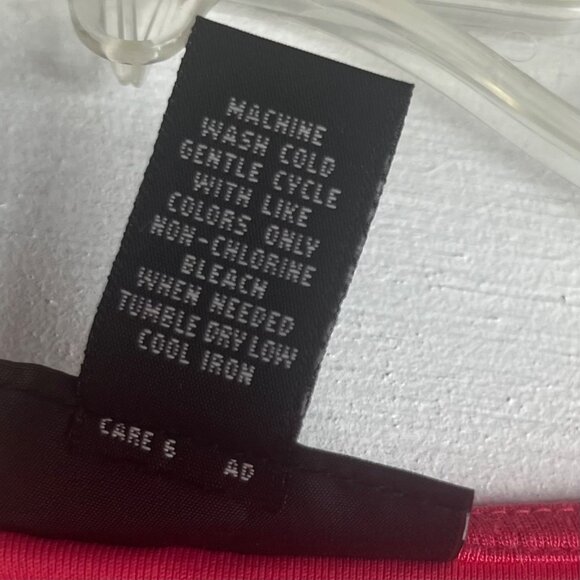 MACHINE
WASH COLD
GENTLE CYCLE
WITH LIKE
COLORS ONLY
NON-CHLORINE
BLEACH
WHEN NEEDED
TUMBLE DRY LOW
COOL IRON
CARE 6 AD